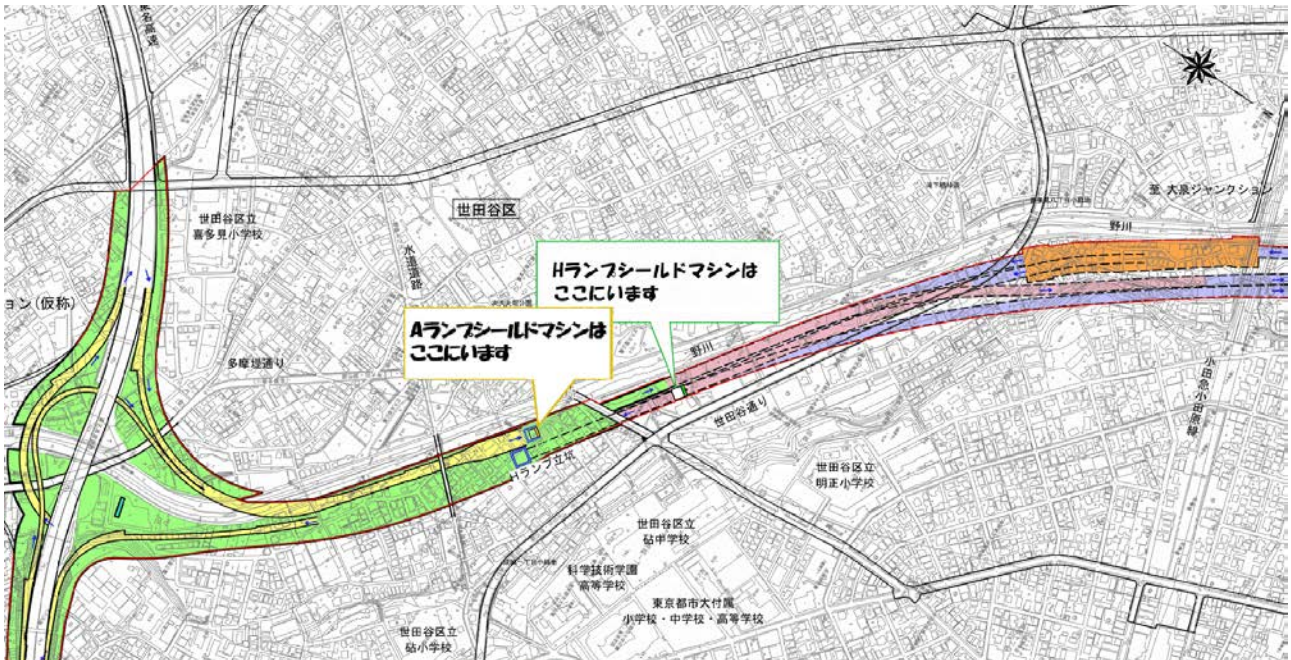 東名高速
世田谷区立
喜多見小学校
世田谷区
水道道路
ョン(仮称)
多摩堤通り
Hランプシールドマシンは
ここにいます
Aランプシールドマシンは
ここにいます
至 大泉ジャンクション
野川
野川
世田谷通り
小田急小田原線
Hランプ立坑
世田谷区立
明正小学校
世田谷区立
砧中学校
科学技術学園
高等学校
東京都市大付属
小学校・中学校・高等学校
世田谷区立
砧小学校